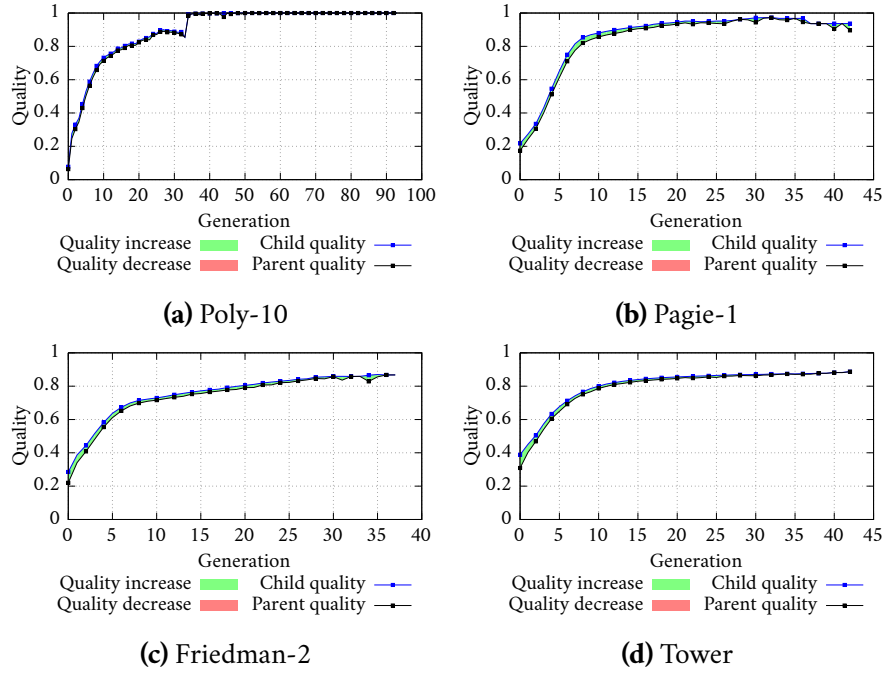 1
0.8
0.6
0.4
0.2
0
Quality
0 10 20 30 40 50 60 70 80 90 100
Generation
Quality increase Child quality
Quality decrease Parent quality
(a) Poly-10
1
0.8
0.6
0.4
0.2
0
Quality
0 5 10 15 20 25 30 35 40 45
Generation
Quality increase Child quality
Quality decrease Parent quality
(b) Pagie-1
1
0.8
0.6
0.4
0.2
0
Quality
0 5 10 15 20 25 30 35 40
Generation
Quality increase Child quality
Quality decrease Parent quality
(c) Friedman-2
1
0.8
0.6
0.4
0.2
0
Quality
0 5 10 15 20 25 30 35 40 45
Generation
Quality increase Child quality
Quality decrease Parent quality
(d) Tower